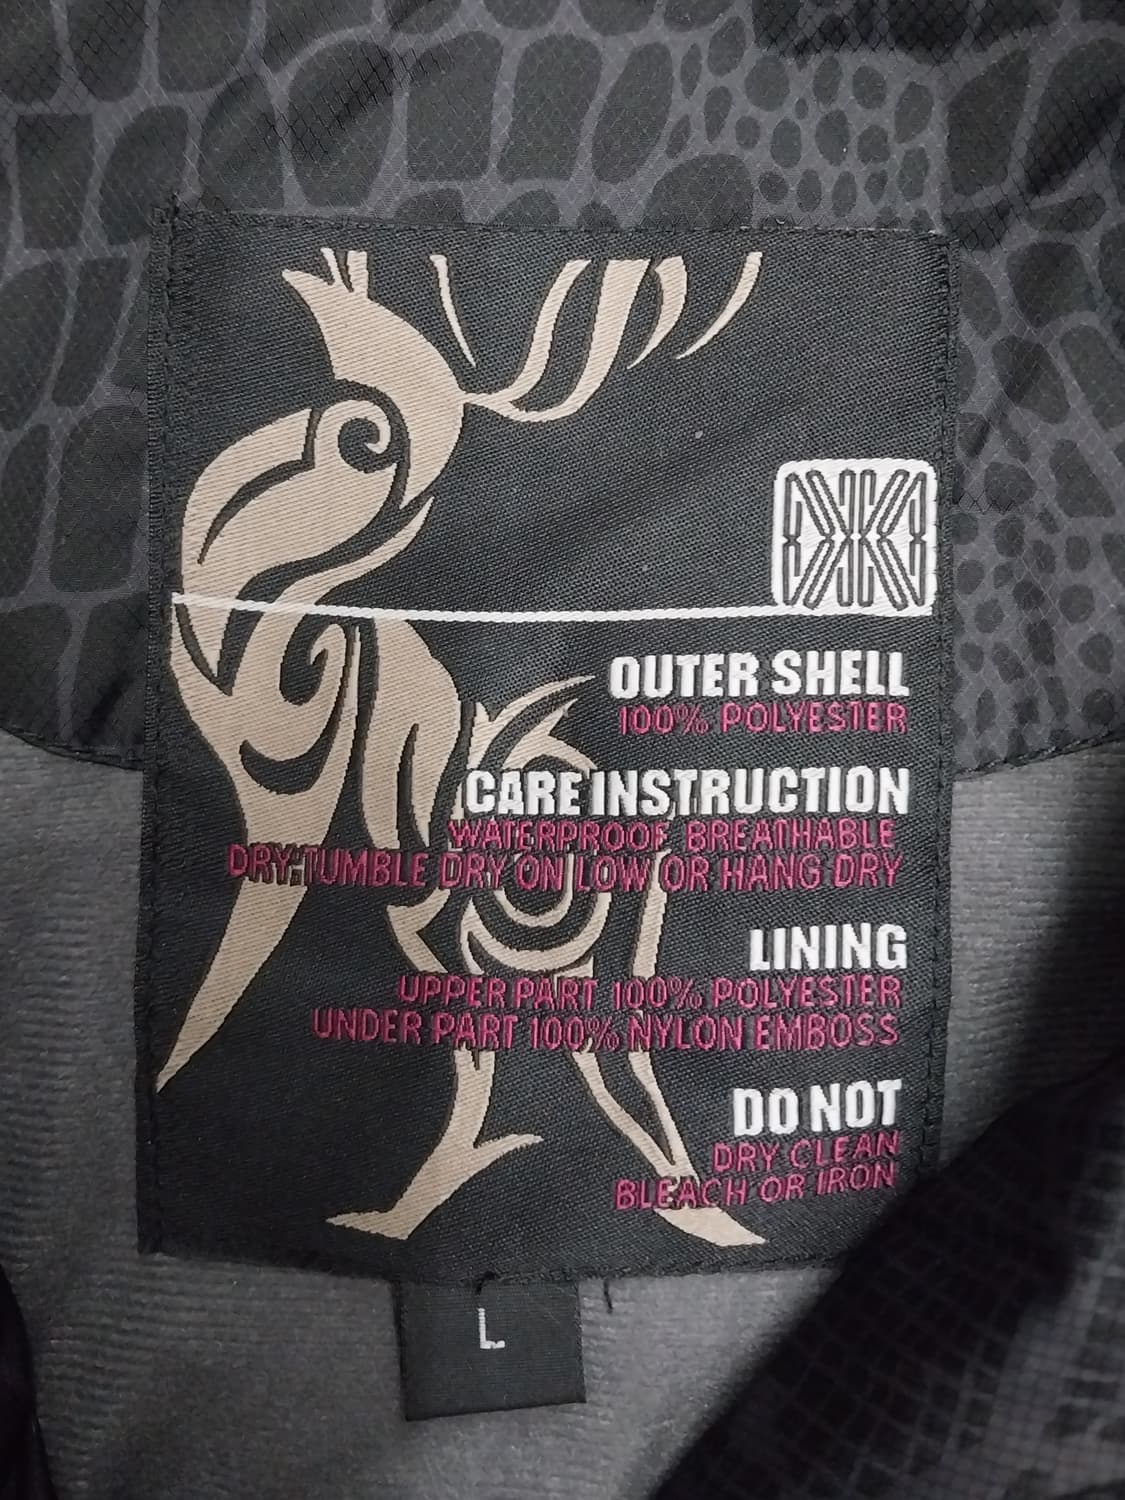 OUTER SHELL
100% POLYESTER
CARE INSTRUCTION
WATERPROOF BREATHABLE
DRY:TUMBLE DRY ON LOW OR HANG DRY
LINING
UPPER PART 100% POLYESTER
UNDER PART 100% NYLON EMBOSS
DO NOT
DRY CLEAN
BLEACH OR IRON
L